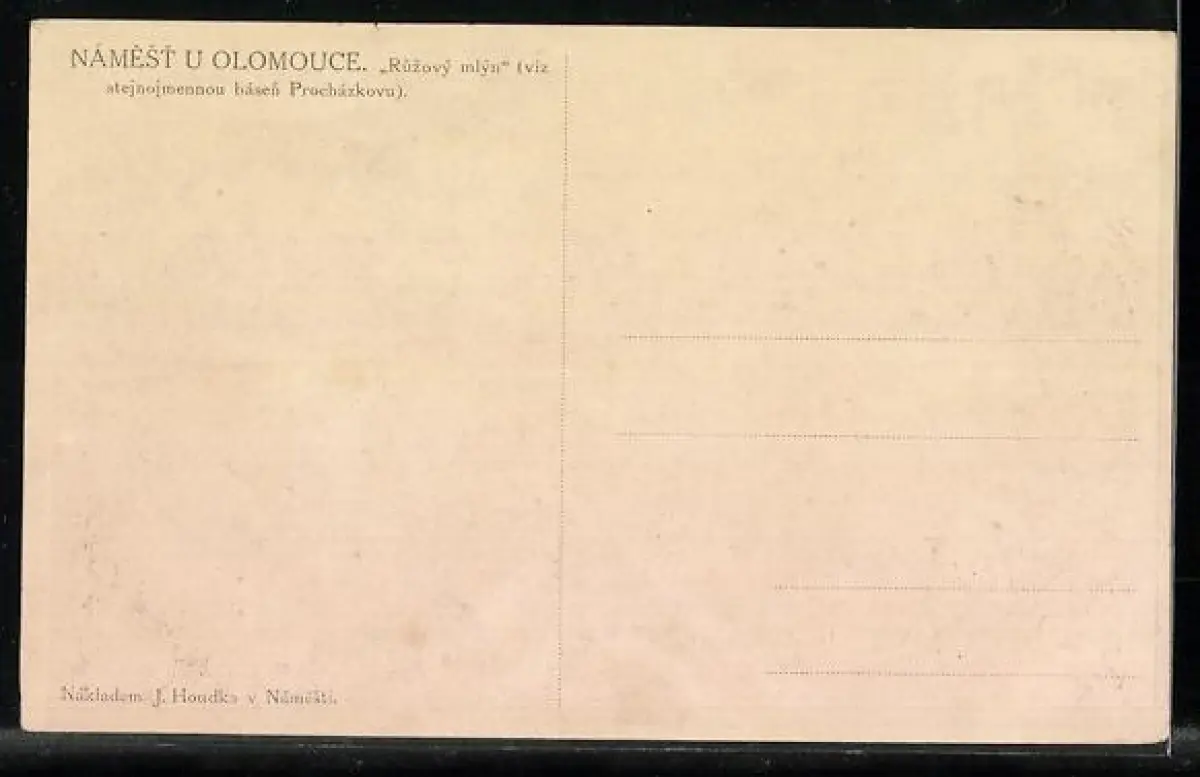 NÁMĚŠŤ U OLOMOUCE. „Růžový mlýn" (viz
stejnojmennou báseň Procházkovu).
Nákladem J. Houdka v Náměšti.